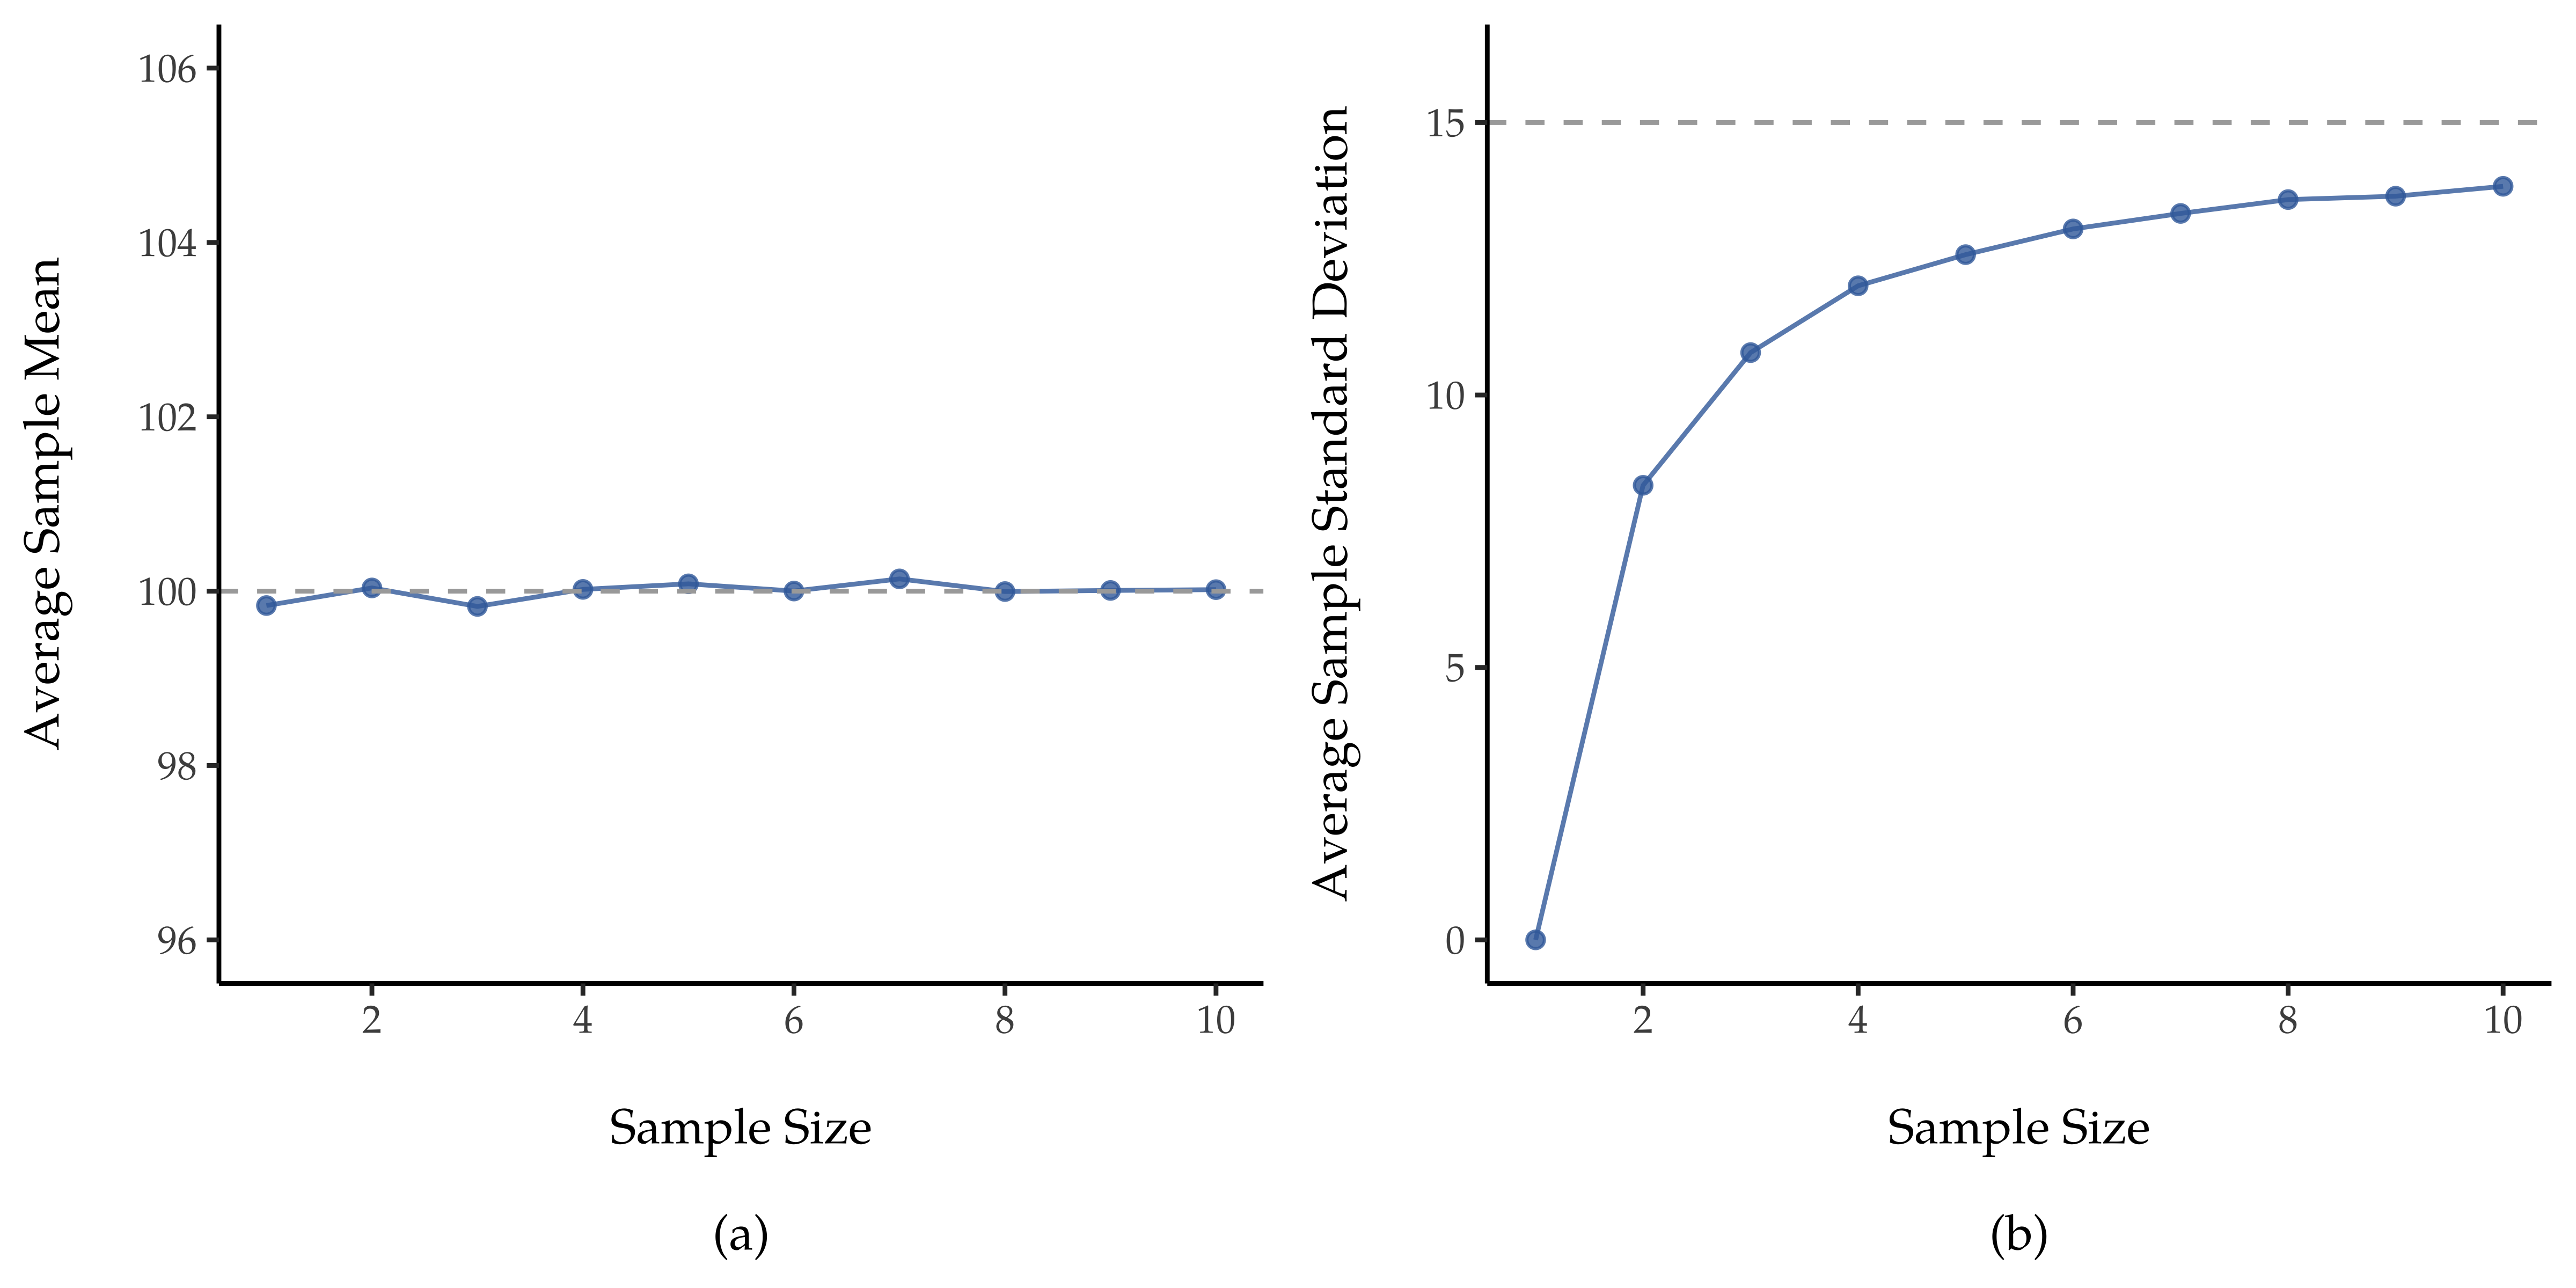 Average Sample Mean
106
104
102
100
98
96
2 4 6 8 10
Sample Size
(a)
Average Sample Standard Deviation
15
10
5
0
2 4 6 8 10
Sample Size
(b)